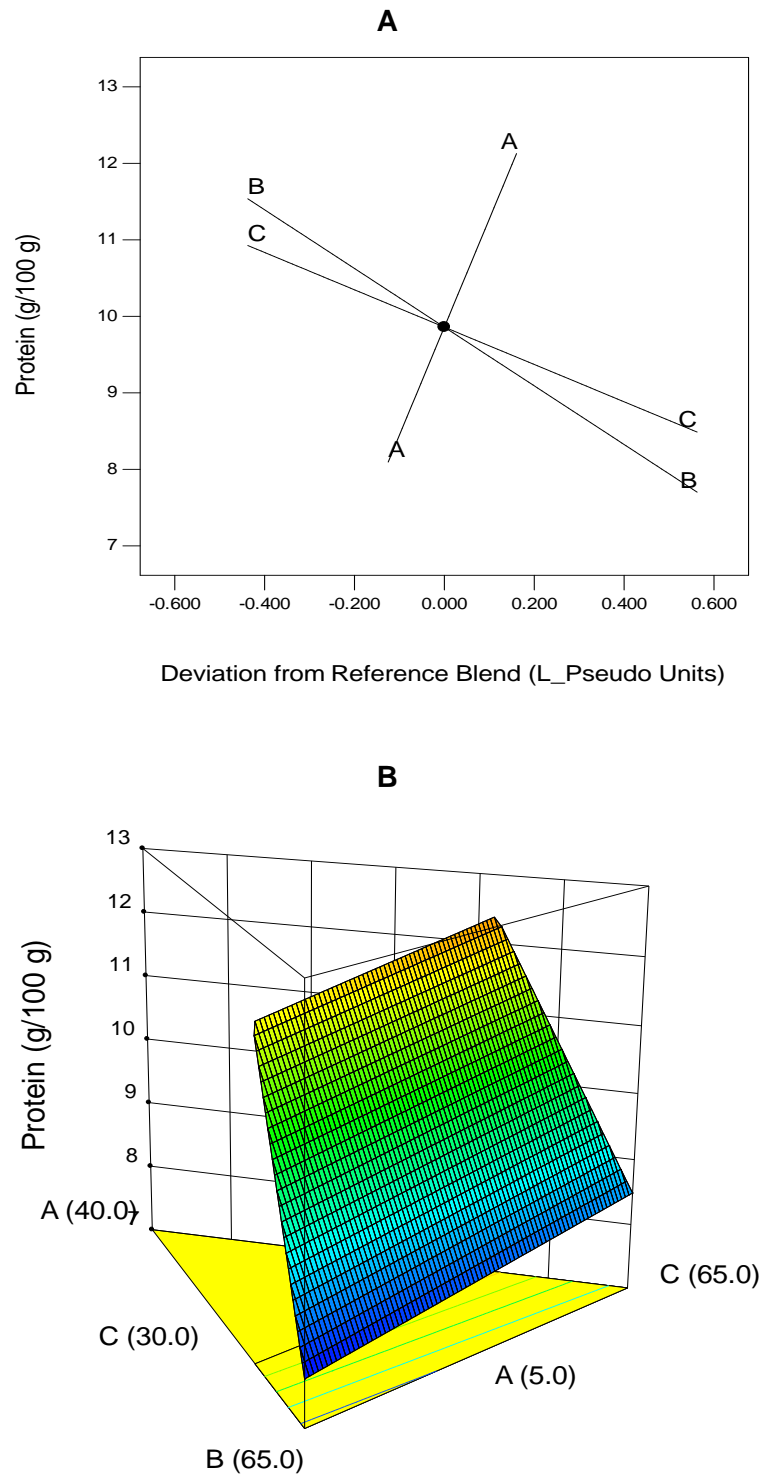 A
13
12
11
10
9
8
7
Protein (g/100 g)
A
B
C
C
A
B
-0.600
-0.400
-0.200
0.000
0.200
0.400
0.600
Deviation from Reference Blend (L_Pseudo Units)
B
13
12
11
10
9
8
7
Protein (g/100 g)
A (40.0)
C (65.0)
C (30.0)
A (5.0)
B (65.0)